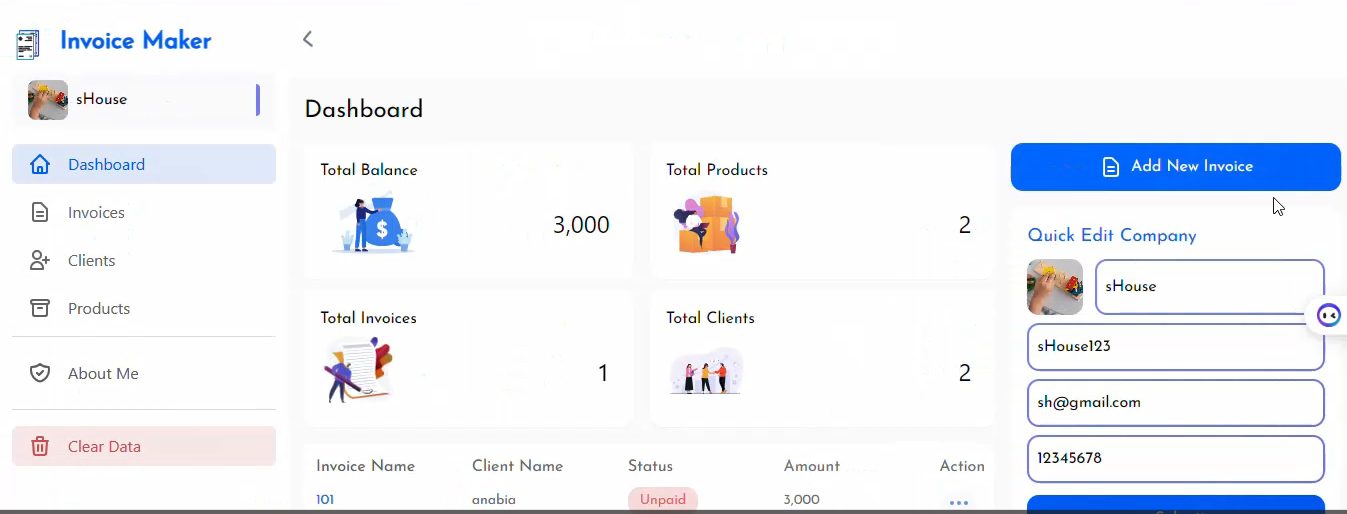 Invoice Maker
sHouse
Dashboard
Invoices
Clients
Products
About Me
Clear Data
Dashboard
Total Balance
$
3,000
Total Products
2
Total Invoices
1
Total Clients
2
Invoice Name Client Name Status Amount Action
101 anabia Unpaid 3,000
Add New Invoice
Quick Edit Company
sHouse
sHouse123
sh@gmail.com
12345678